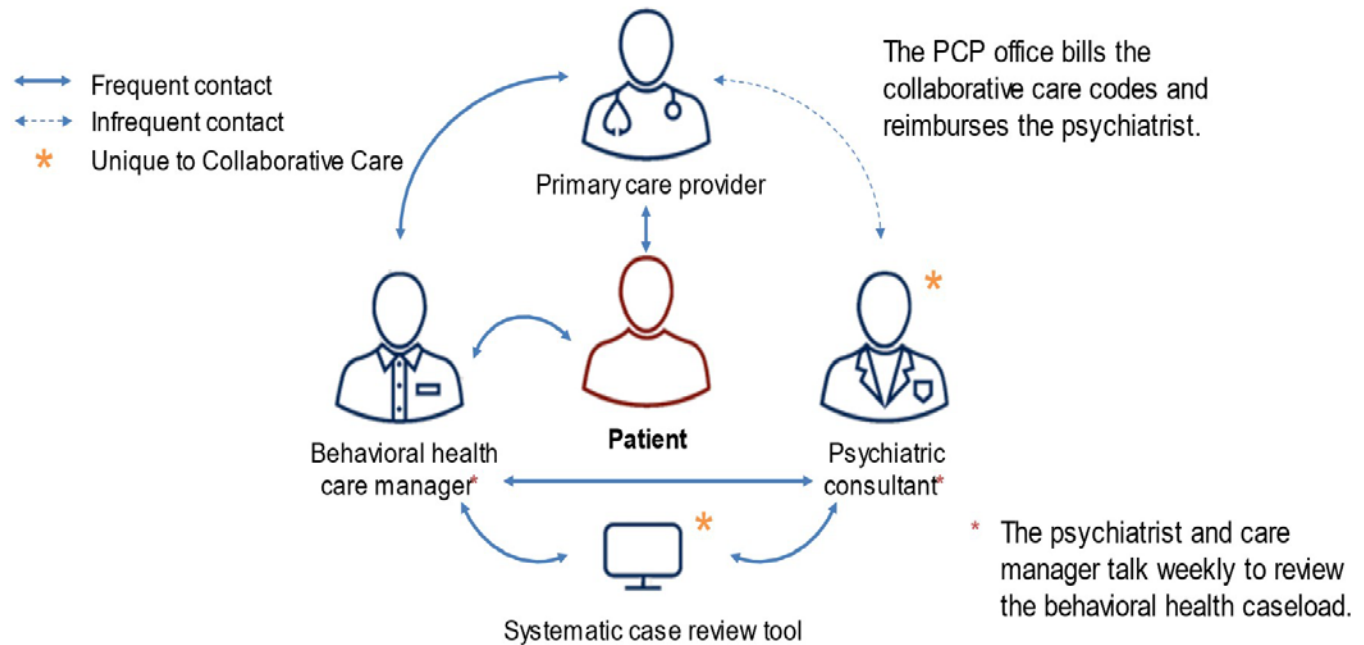 Frequent contact
Infrequent contact
* Unique to Collaborative Care
The PCP office bills the
collaborative care codes and
reimburses the psychiatrist.
Primary care provider
*
Patient
Behavioral health
care manager*
Psychiatric
consultant*
*
Systematic case review tool
* The psychiatrist and care
manager talk weekly to review
the behavioral health caseload.